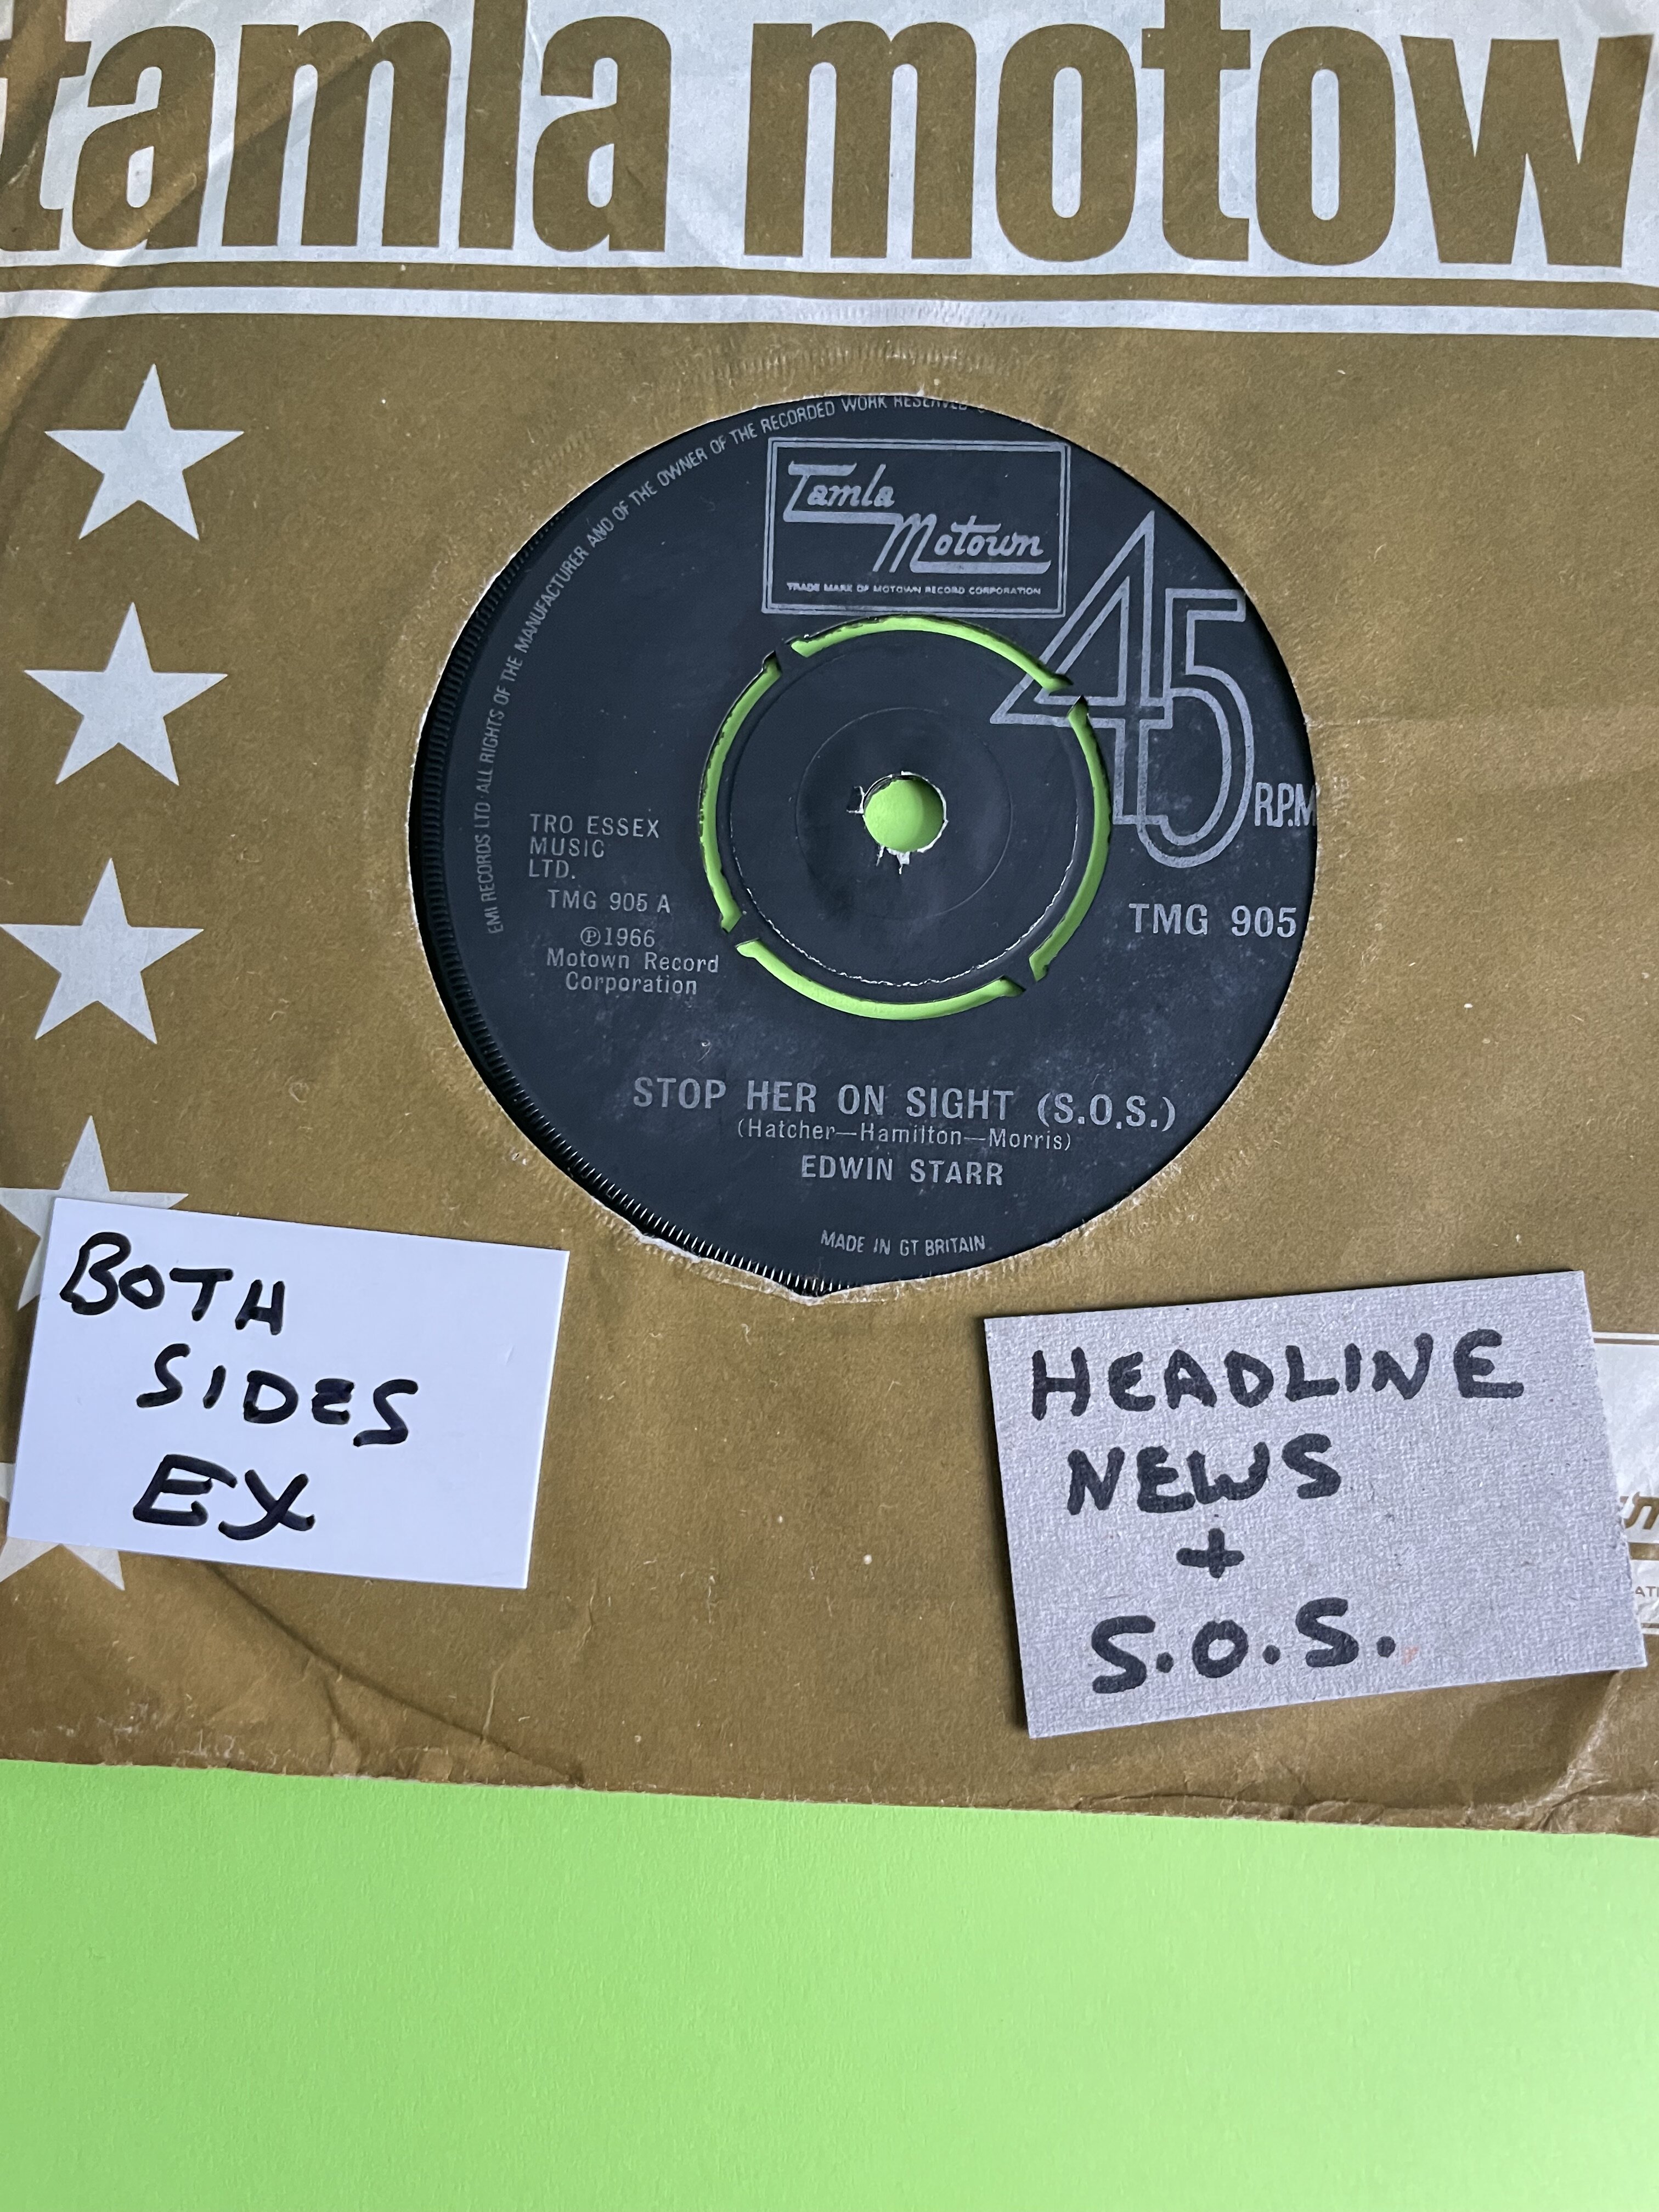 tamla motow
EMI RECORDS LTD·ALL RIGHTS OF THE MANUFACTURER AND OF THE OWNER OF THE RECORDED WORK RESERVED
Tamla
Motown
TRADE MARK OF MOTOWN RECORD CORPORATION
45
R.P.M
TRO ESSEX
MUSIC
LTD.
TMG 905 A
Ⓟ1966
Motown Record
Corporation
TMG 905
STOP HER ON SIGHT (S.O.S.)
(Hatcher—Hamilton—Morris)
EDWIN STARR
MADE IN GT BRITAIN
BOTH
SIDES
EX
HEADLINE
NEWS
+
S.O.S.